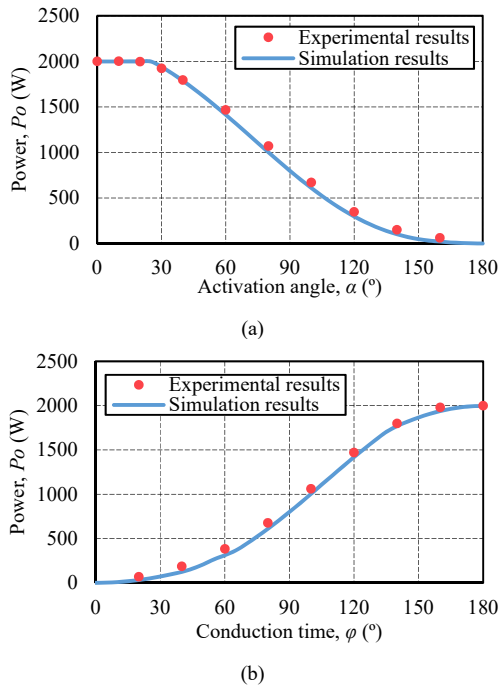 2500
Experimental results
Simulation results
2000
1500
1000
500
0
Power, Po (W)
0 30 60 90 120 150 180
Activation angle, α (º)
(a)
2500
Experimental results
Simulation results
2000
1500
1000
500
0
Power, Po (W)
0 30 60 90 120 150 180
Conduction time, φ (º)
(b)